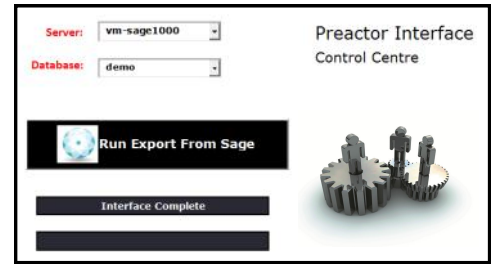 Server: vm-sage1000
Database: demo
Run Export From Sage
Interface Complete
Preactor Interface
Control Centre